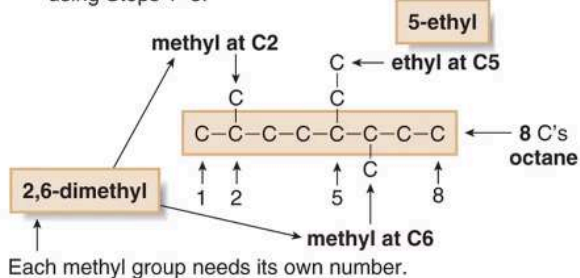 using Steps 1–3.
5-ethyl
methyl at C2
C
ethyl at C5
C
C
C–C–C–C–C–C–C–C
8 C's
octane
C
2,6-dimethyl
1
2
5
8
methyl at C6
Each methyl group needs its own number.